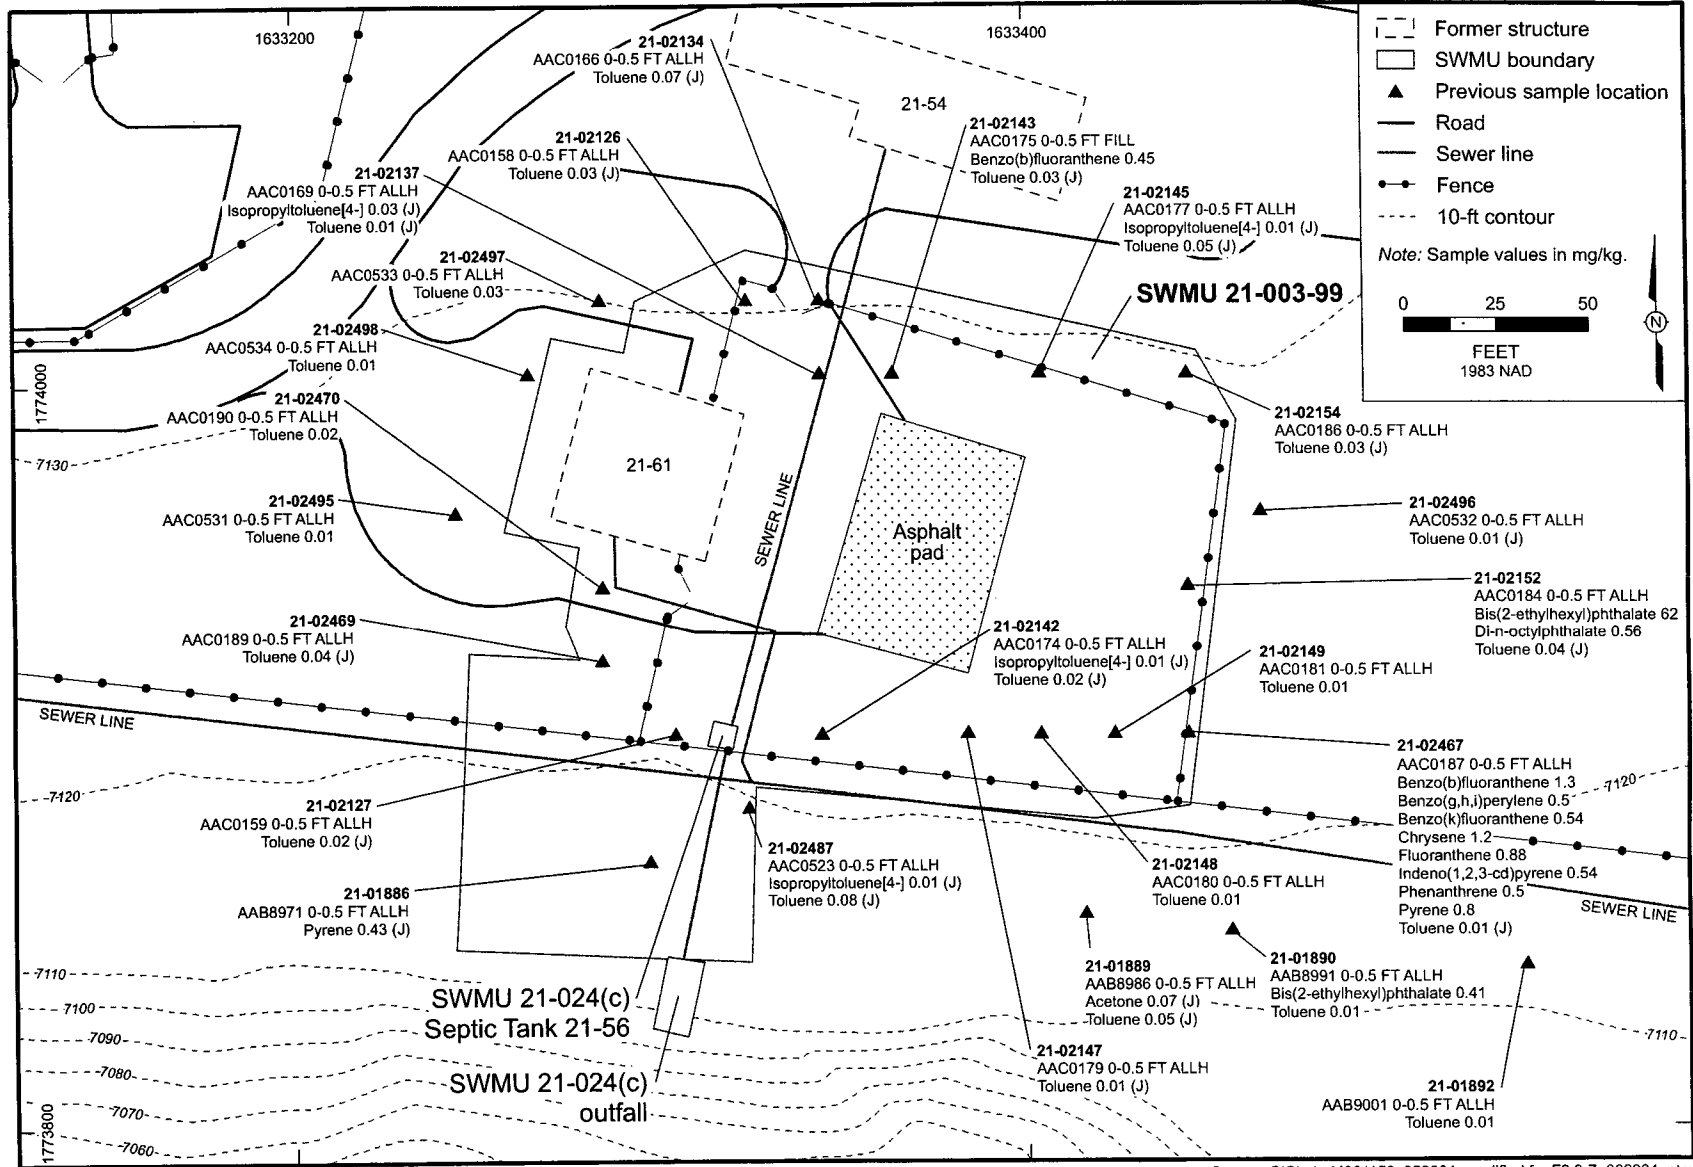 1633200
1633400
Former structure
SWMU boundary
Previous sample location
Road
Sewer line
Fence
10-ft contour
Note: Sample values in mg/kg.
0 25 50
FEET
1983 NAD
N
21-02134
AAC0166 0-0.5 FT ALLH
Toluene 0.07 (J)
21-54
21-02126
AAC0158 0-0.5 FT ALLH
Toluene 0.03 (J)
21-02143
AAC0175 0-0.5 FT FILL
Benzo(b)fluoranthene 0.45
Toluene 0.03 (J)
21-02137
AAC0169 0-0.5 FT ALLH
Isopropyltoluene[4-] 0.03 (J)
Toluene 0.01 (J)
21-02145
AAC0177 0-0.5 FT ALLH
Isopropyltoluene[4-] 0.01 (J)
Toluene 0.05 (J)
21-02497
AAC0533 0-0.5 FT ALLH
Toluene 0.03
SWMU 21-003-99
21-02498
AAC0534 0-0.5 FT ALLH
Toluene 0.01
1774000
21-02470
AAC0190 0-0.5 FT ALLH
Toluene 0.02
21-02154
AAC0186 0-0.5 FT ALLH
Toluene 0.03 (J)
7130
21-61
SEWER LINE
Asphalt
pad
21-02495
AAC0531 0-0.5 FT ALLH
Toluene 0.01
21-02496
AAC0532 0-0.5 FT ALLH
Toluene 0.01 (J)
21-02152
AAC0184 0-0.5 FT ALLH
Bis(2-ethylhexyl)phthalate 62
Di-n-octylphthalate 0.56
Toluene 0.04 (J)
21-02469
AAC0189 0-0.5 FT ALLH
Toluene 0.04 (J)
21-02142
AAC0174 0-0.5 FT ALLH
Isopropyltoluene[4-] 0.01 (J)
Toluene 0.02 (J)
21-02149
AAC0181 0-0.5 FT ALLH
Toluene 0.01
SEWER LINE
21-02467
AAC0187 0-0.5 FT ALLH
Benzo(b)fluoranthene 1.3
Benzo(g,h,i)perylene 0.5
Benzo(k)fluoranthene 0.54
Chrysene 1.2
Fluoranthene 0.88
Indeno(1,2,3-cd)pyrene 0.54
Phenanthrene 0.5
Pyrene 0.8
Toluene 0.01 (J)
7120
7120
21-02127
AAC0159 0-0.5 FT ALLH
Toluene 0.02 (J)
21-02487
AAC0523 0-0.5 FT ALLH
Isopropyltoluene[4-] 0.01 (J)
Toluene 0.08 (J)
21-02148
AAC0180 0-0.5 FT ALLH
Toluene 0.01
21-01886
AAB8971 0-0.5 FT ALLH
Pyrene 0.43 (J)
SEWER LINE
21-01889
AAB8986 0-0.5 FT ALLH
Acetone 0.07 (J)
Toluene 0.05 (J)
21-01890
AAB8991 0-0.5 FT ALLH
Bis(2-ethylhexyl)phthalate 0.41
Toluene 0.01
7110
7100
7090
7080
7070
7060
7110
SWMU 21-024(c)
Septic Tank 21-56
SWMU 21-024(c)
outfall
21-02147
AAC0179 0-0.5 FT ALLH
Toluene 0.01 (J)
21-01892
AAB9001 0-0.5 FT ALLH
Toluene 0.01
1773800